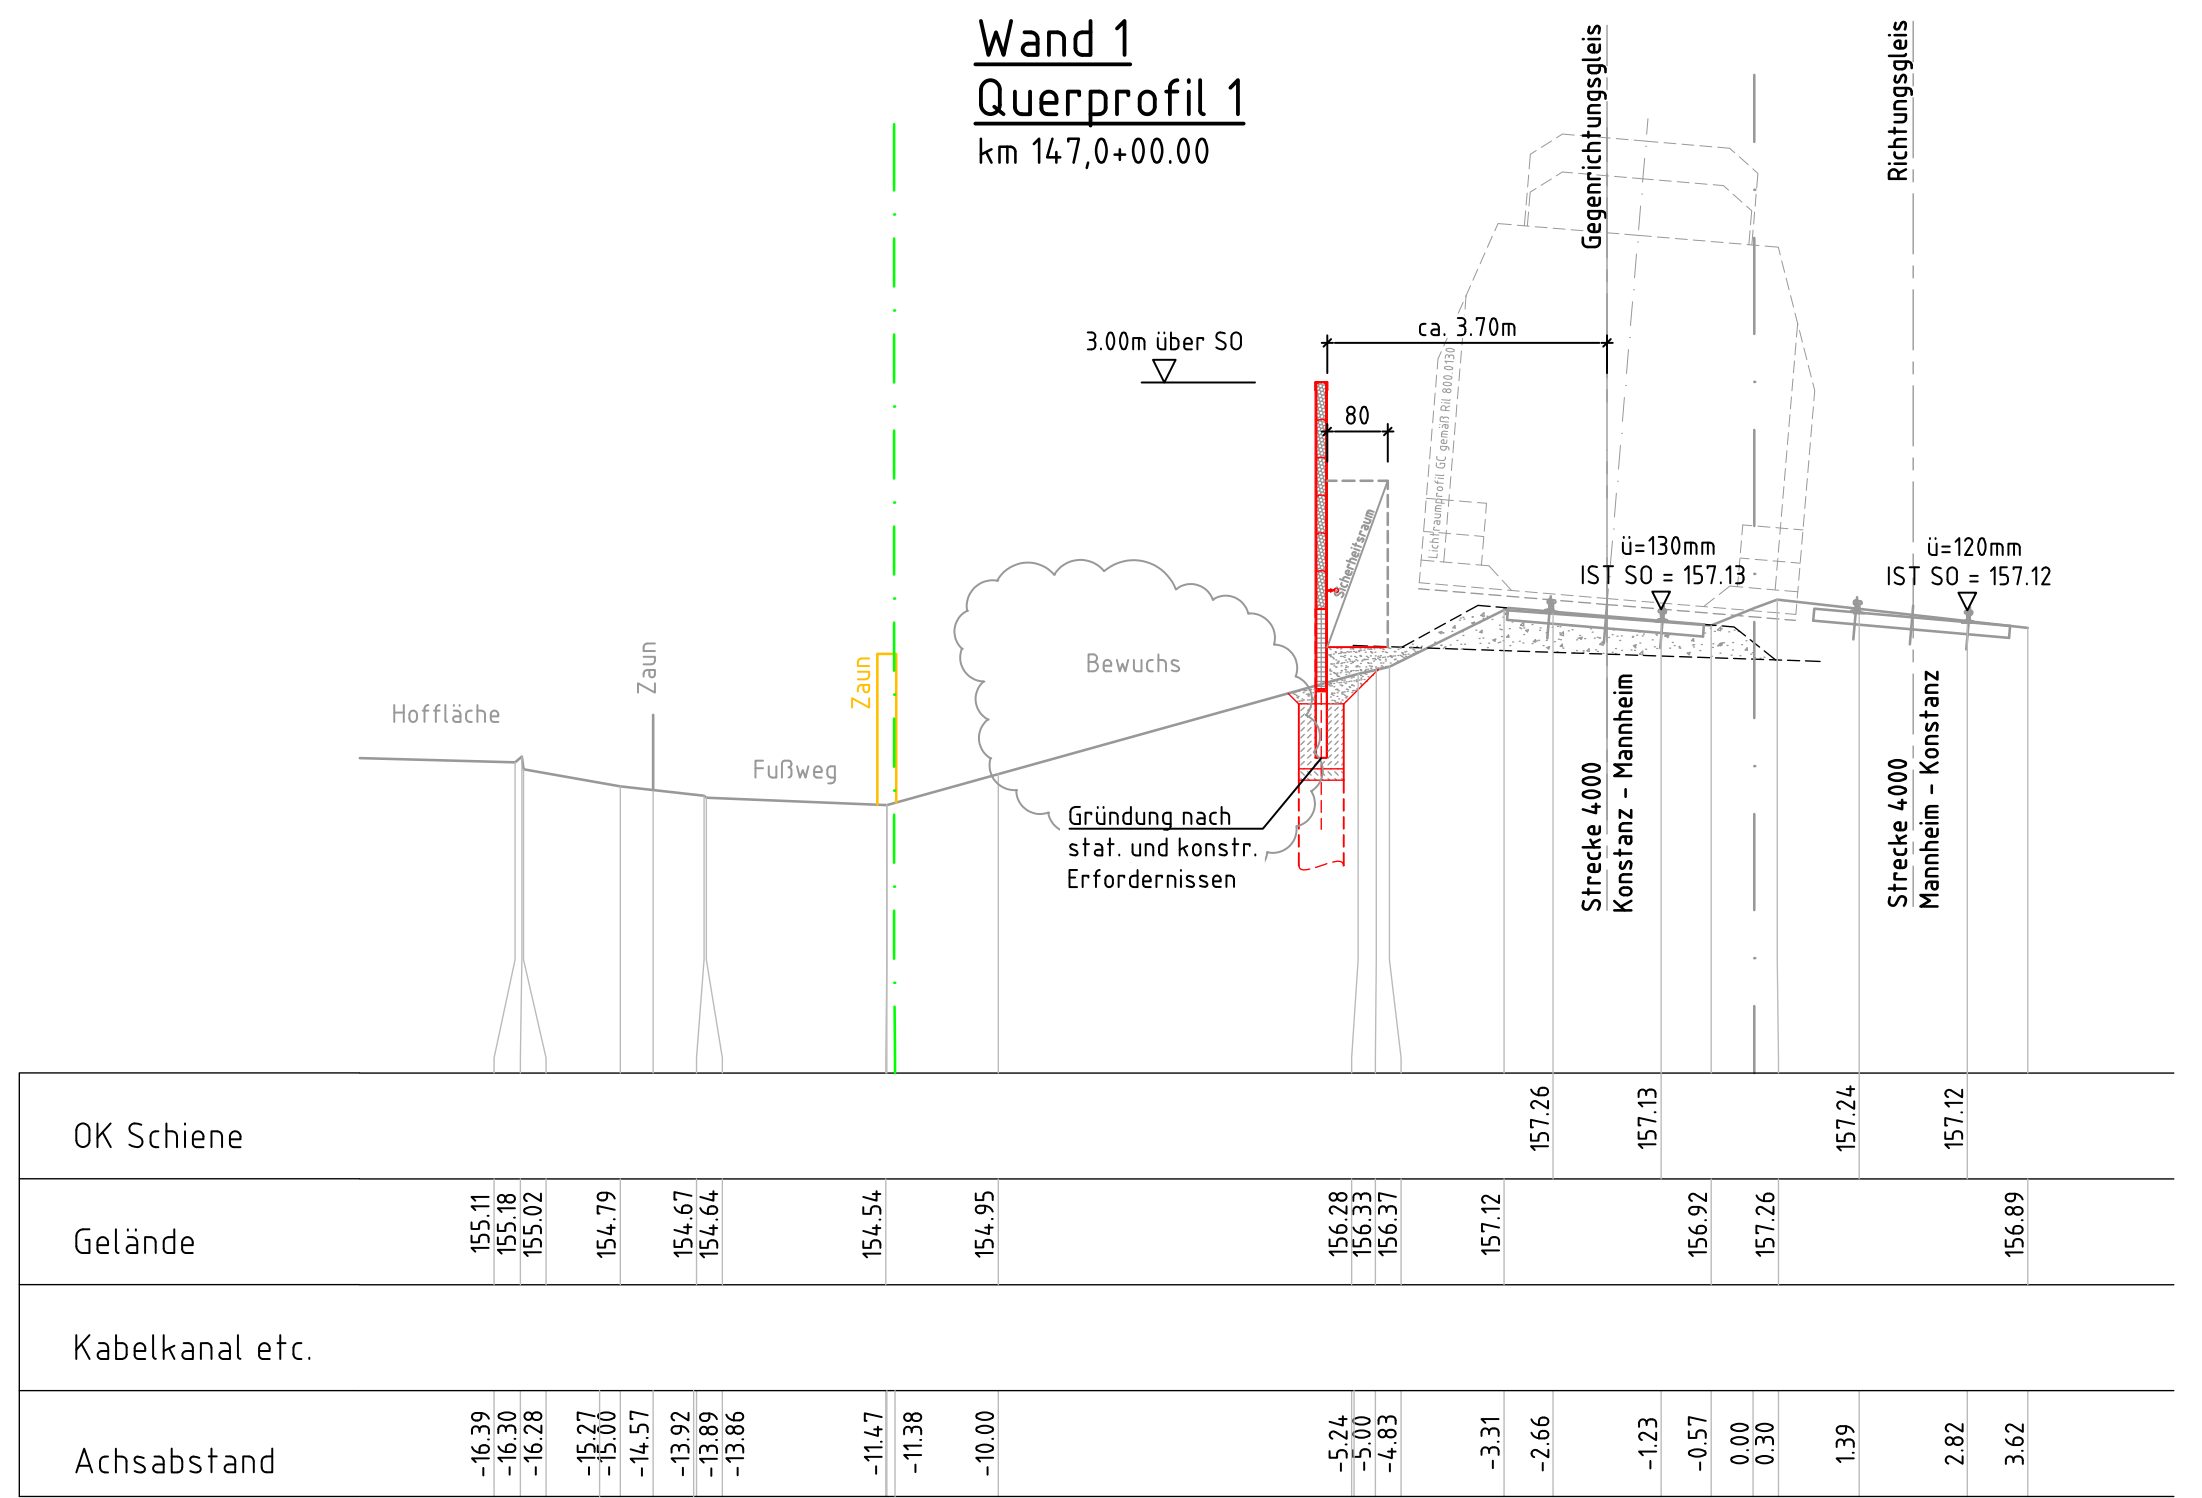 Wand 1
Querprofil 1
km 147,0+00.00
Gegenrichtungsgleis
Richtungsgleis
3.00m über SO
ca. 3.70m
80
Lichtraumprofil GC gemäß Ril 800.0130
Sicherheitsraum
ü=130mm
IST SO = 157.13
ü=120mm
IST SO = 157.12
Hoffläche
Zaun
Fußweg
Zaun
Bewuchs
Gründung nach
stat. und konstr.
Erfordernissen
Strecke 4000
Konstanz - Mannheim
Strecke 4000
Mannheim - Konstanz
OK Schiene
157.26
157.13
157.24
157.12
Gelände
155.11
155.18
155.02
154.79
154.67
154.64
154.54
154.95
156.28
156.33
156.37
157.12
156.92
157.26
156.89
Kabelkanal etc.
Achsabstand
-16.39
-16.30
-16.28
-15.27
-15.00
-14.57
-13.92
-13.89
-13.86
-11.47
-11.38
-10.00
-5.24
-5.00
-4.83
-3.31
-2.66
-1.23
-0.57
0.00
0.30
1.39
2.82
3.62